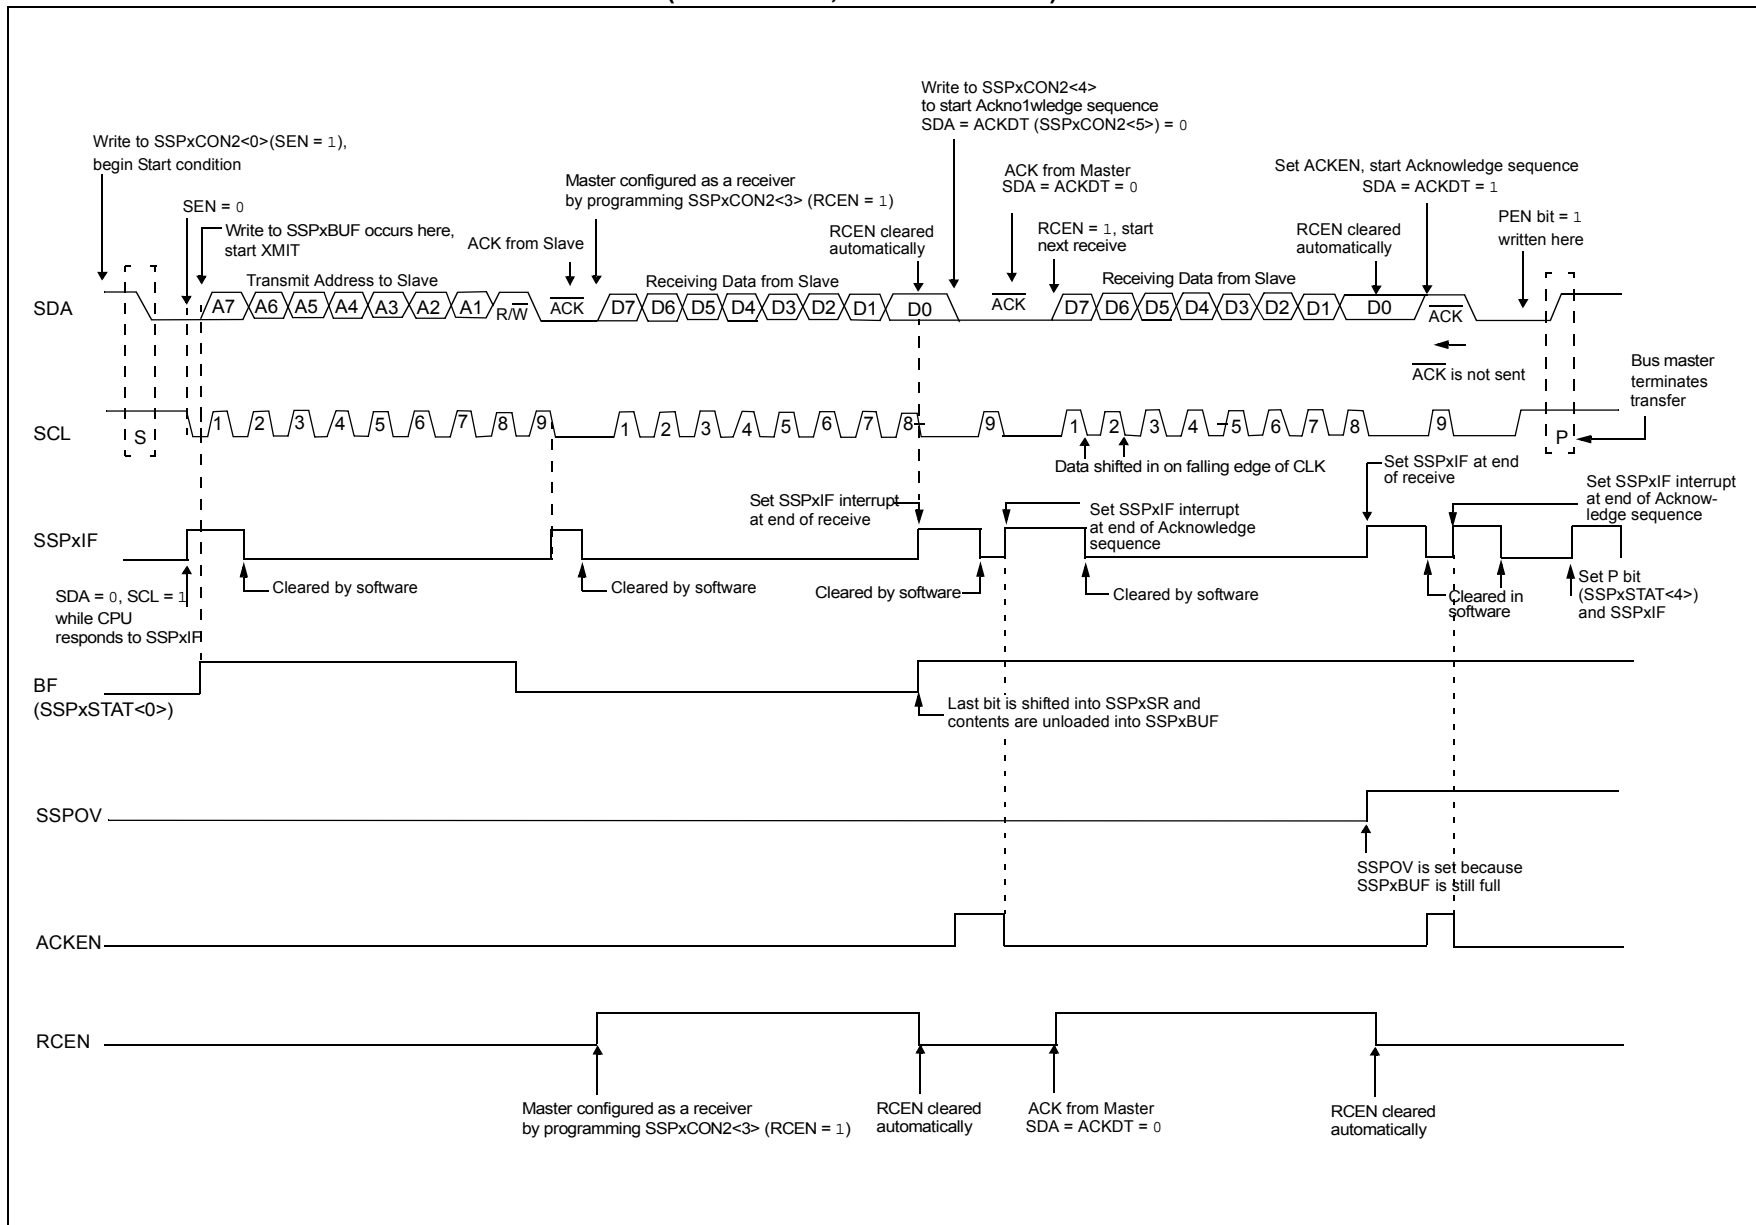 Write to SSPxCON2<4>
to start Ackno1wledge sequence
SDA = ACKDT (SSPxCON2<5>) = 0
Write to SSPxCON2<0>(SEN = 1),
begin Start condition
Master configured as a receiver
by programming SSPxCON2<3> (RCEN = 1)
ACK from Master
SDA = ACKDT = 0
Set ACKEN, start Acknowledge sequence
SDA = ACKDT = 1
SEN = 0
Write to SSPxBUF occurs here,
start XMIT
ACK from Slave
RCEN cleared
automatically
RCEN = 1, start
next receive
RCEN cleared
automatically
PEN bit = 1
written here
Transmit Address to Slave
Receiving Data from Slave
Receiving Data from Slave
SDA
A7 A6 A5 A4 A3 A2 A1 R/W ACK D7 D6 D5 D4 D3 D2 D1 D0 ACK D7 D6 D5 D4 D3 D2 D1 D0 ACK
ACK is not sent
Bus master
terminates
transfer
SCL
S 1 2 3 4 5 6 7 8 9 1 2 3 4 5 6 7 8 9 1 2 3 4 5 6 7 8 9 P
Data shifted in on falling edge of CLK
Set SSPxIF interrupt
at end of receive
Set SSPxIF interrupt
at end of Acknowledge
sequence
Set SSPxIF at end
of receive
Set SSPxIF interrupt
at end of Acknow-
ledge sequence
SSPxIF
SDA = 0, SCL = 1
while CPU
responds to SSPxIF
Cleared by software
Cleared by software
Cleared by software
Cleared by software
Cleared in
software
Set P bit
(SSPxSTAT<4>)
and SSPxIF
BF
(SSPxSTAT<0>)
Last bit is shifted into SSPxSR and
contents are unloaded into SSPxBUF
SSPOV
SSPOV is set because
SSPxBUF is still full
ACKEN
RCEN
Master configured as a receiver
by programming SSPxCON2<3> (RCEN = 1)
RCEN cleared
automatically
ACK from Master
SDA = ACKDT = 0
RCEN cleared
automatically